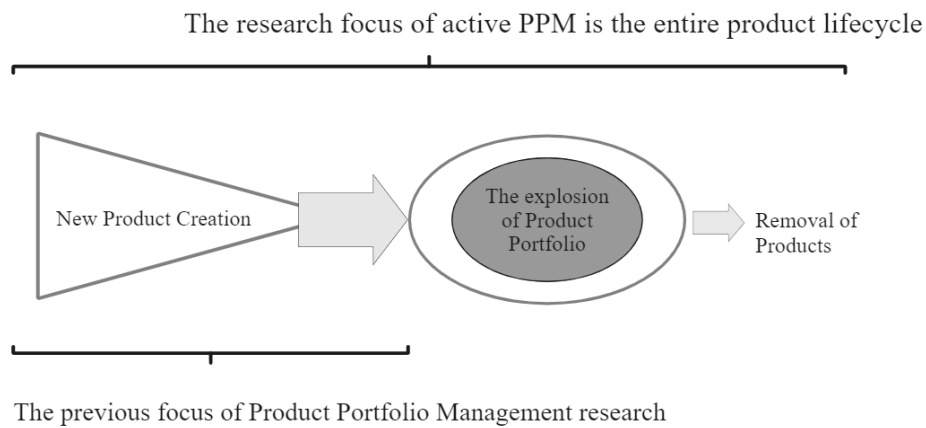 The research focus of active PPM is the entire product lifecycle
New Product Creation
The explosion
of Product
Portfolio
Removal of
Products
The previous focus of Product Portfolio Management research